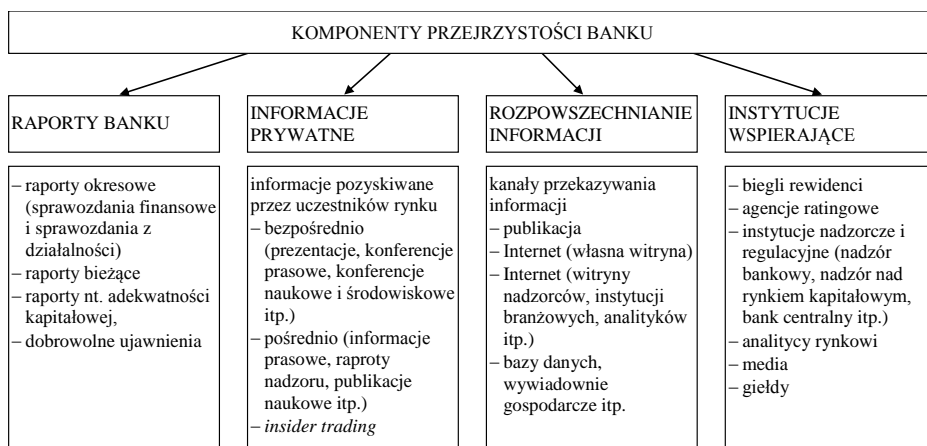 KOMPONENTY PRZEJRZYSTOŚCI BANKU
RAPORTY BANKU
– raporty okresowe
(sprawozdania finansowe
i sprawozdania z
działalności)
– raporty bieżące
– raporty nt. adekwatności
kapitałowej,
– dobrowolne ujawnienia
INFORMACJE
PRYWATNE
informacje pozyskiwane
przez uczestników rynku
– bezpośrednio
(prezentacje, konferencje
prasowe, konferencje
naukowe i środowiskowe
itp.)
– pośrednio (informacje
prasowe, raproty
nadzoru, publikacje
naukowe itp.)
– insider trading
ROZPOWSZECHNIANIE
INFORMACJI
kanały przekazywania
informacji
– publikacja
– Internet (własna witryna)
– Internet (witryny
nadzorców, instytucji
branżowych, analityków
itp.)
– bazy danych,
wywiadownie
gospodarcze itp.
INSTYTUCJE
WSPIERAJĄCE
– biegli rewidenci
– agencje ratingowe
– instytucje nadzorcze i
regulacyjne (nadzór
bankowy, nadzór nad
rynkiem kapitałowym,
bank centralny itp.)
– analitycy rynkowi
– media
– giełdy